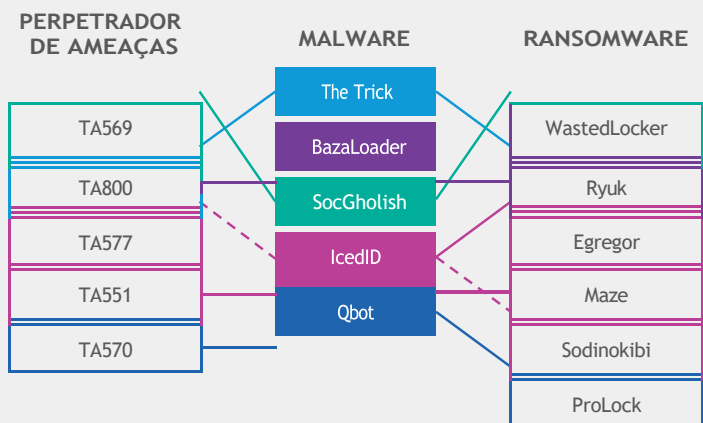 PERPETRADOR
DE AMEAÇAS
MALWARE
RANSOMWARE
TA569
TA800
TA577
TA551
TA570
The Trick
BazaLoader
SocGholish
IcedID
Qbot
WastedLocker
Ryuk
Egregor
Maze
Sodinokibi
ProLock